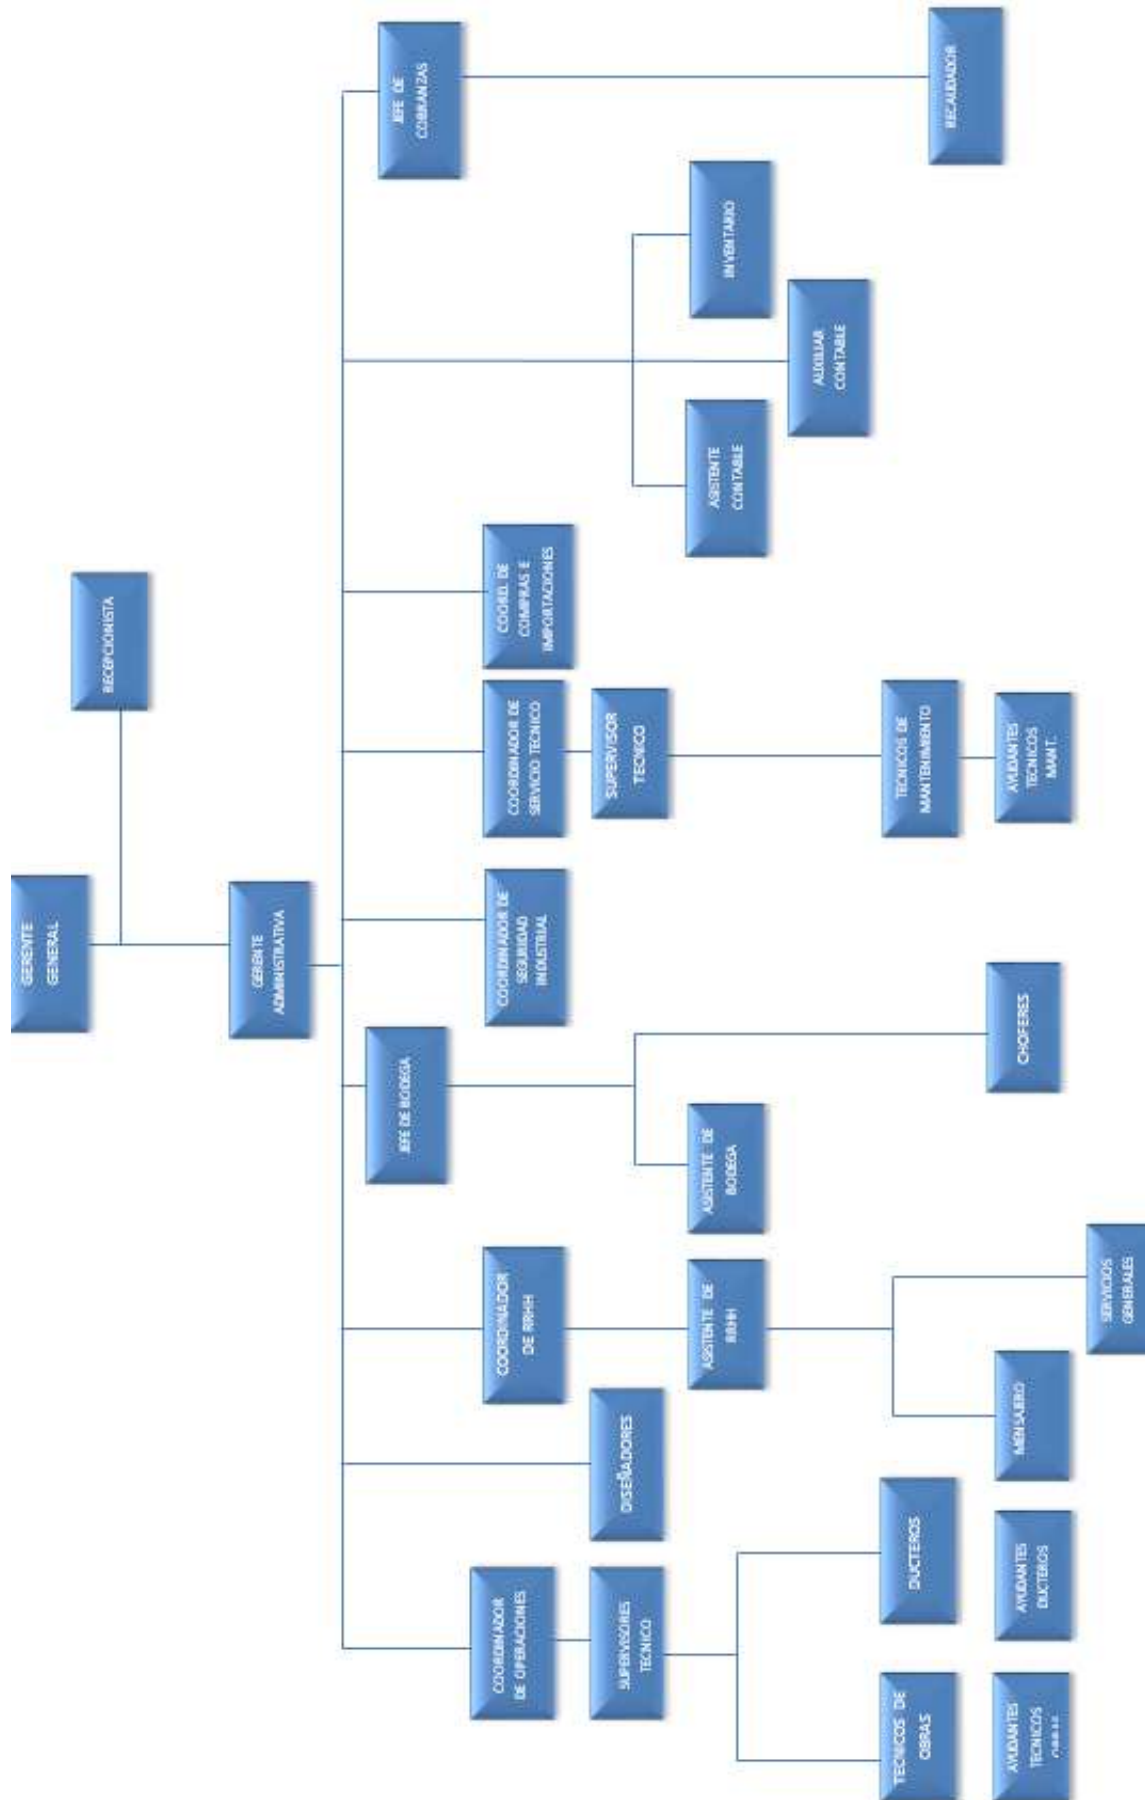 GERENTE
GENERAL
RECEPCIONISTA
GERENTE
ADMINISTRATIVA
COORDINADOR
DE OPERACIONES
DISEÑADORES
COORDINADOR
DE RRHH
JEFE DE BODEGA
COORDINADOR DE
SEGURIDAD
INDUSTRIAL
COORDINADOR DE
SERVICIO TECNICO
COORD. DE
COMPRAS E
IMPORTACIONES
JEFE DE
COBRANZAS
SUPERVISORES
TECNICO
SUPERVISOR
TECNICO
ASISTENTE DE
RRHH
ASISTENTE DE
BODEGA
ASISTENTE
CONTABLE
INVENTARIO
AUXILIAR
CONTABLE
TECNICOS DE
OBRAS
DUCTEROS
TECNICOS DE
MANTENIMIENTO
RECAUDADOR
AYUDANTES
TECNICOS
AYUDANTES
DUCTEROS
MENSAJERO
CHOFERES
AYUDANTES
TECNICOS
MANT.
SERVICIOS
GENERALES